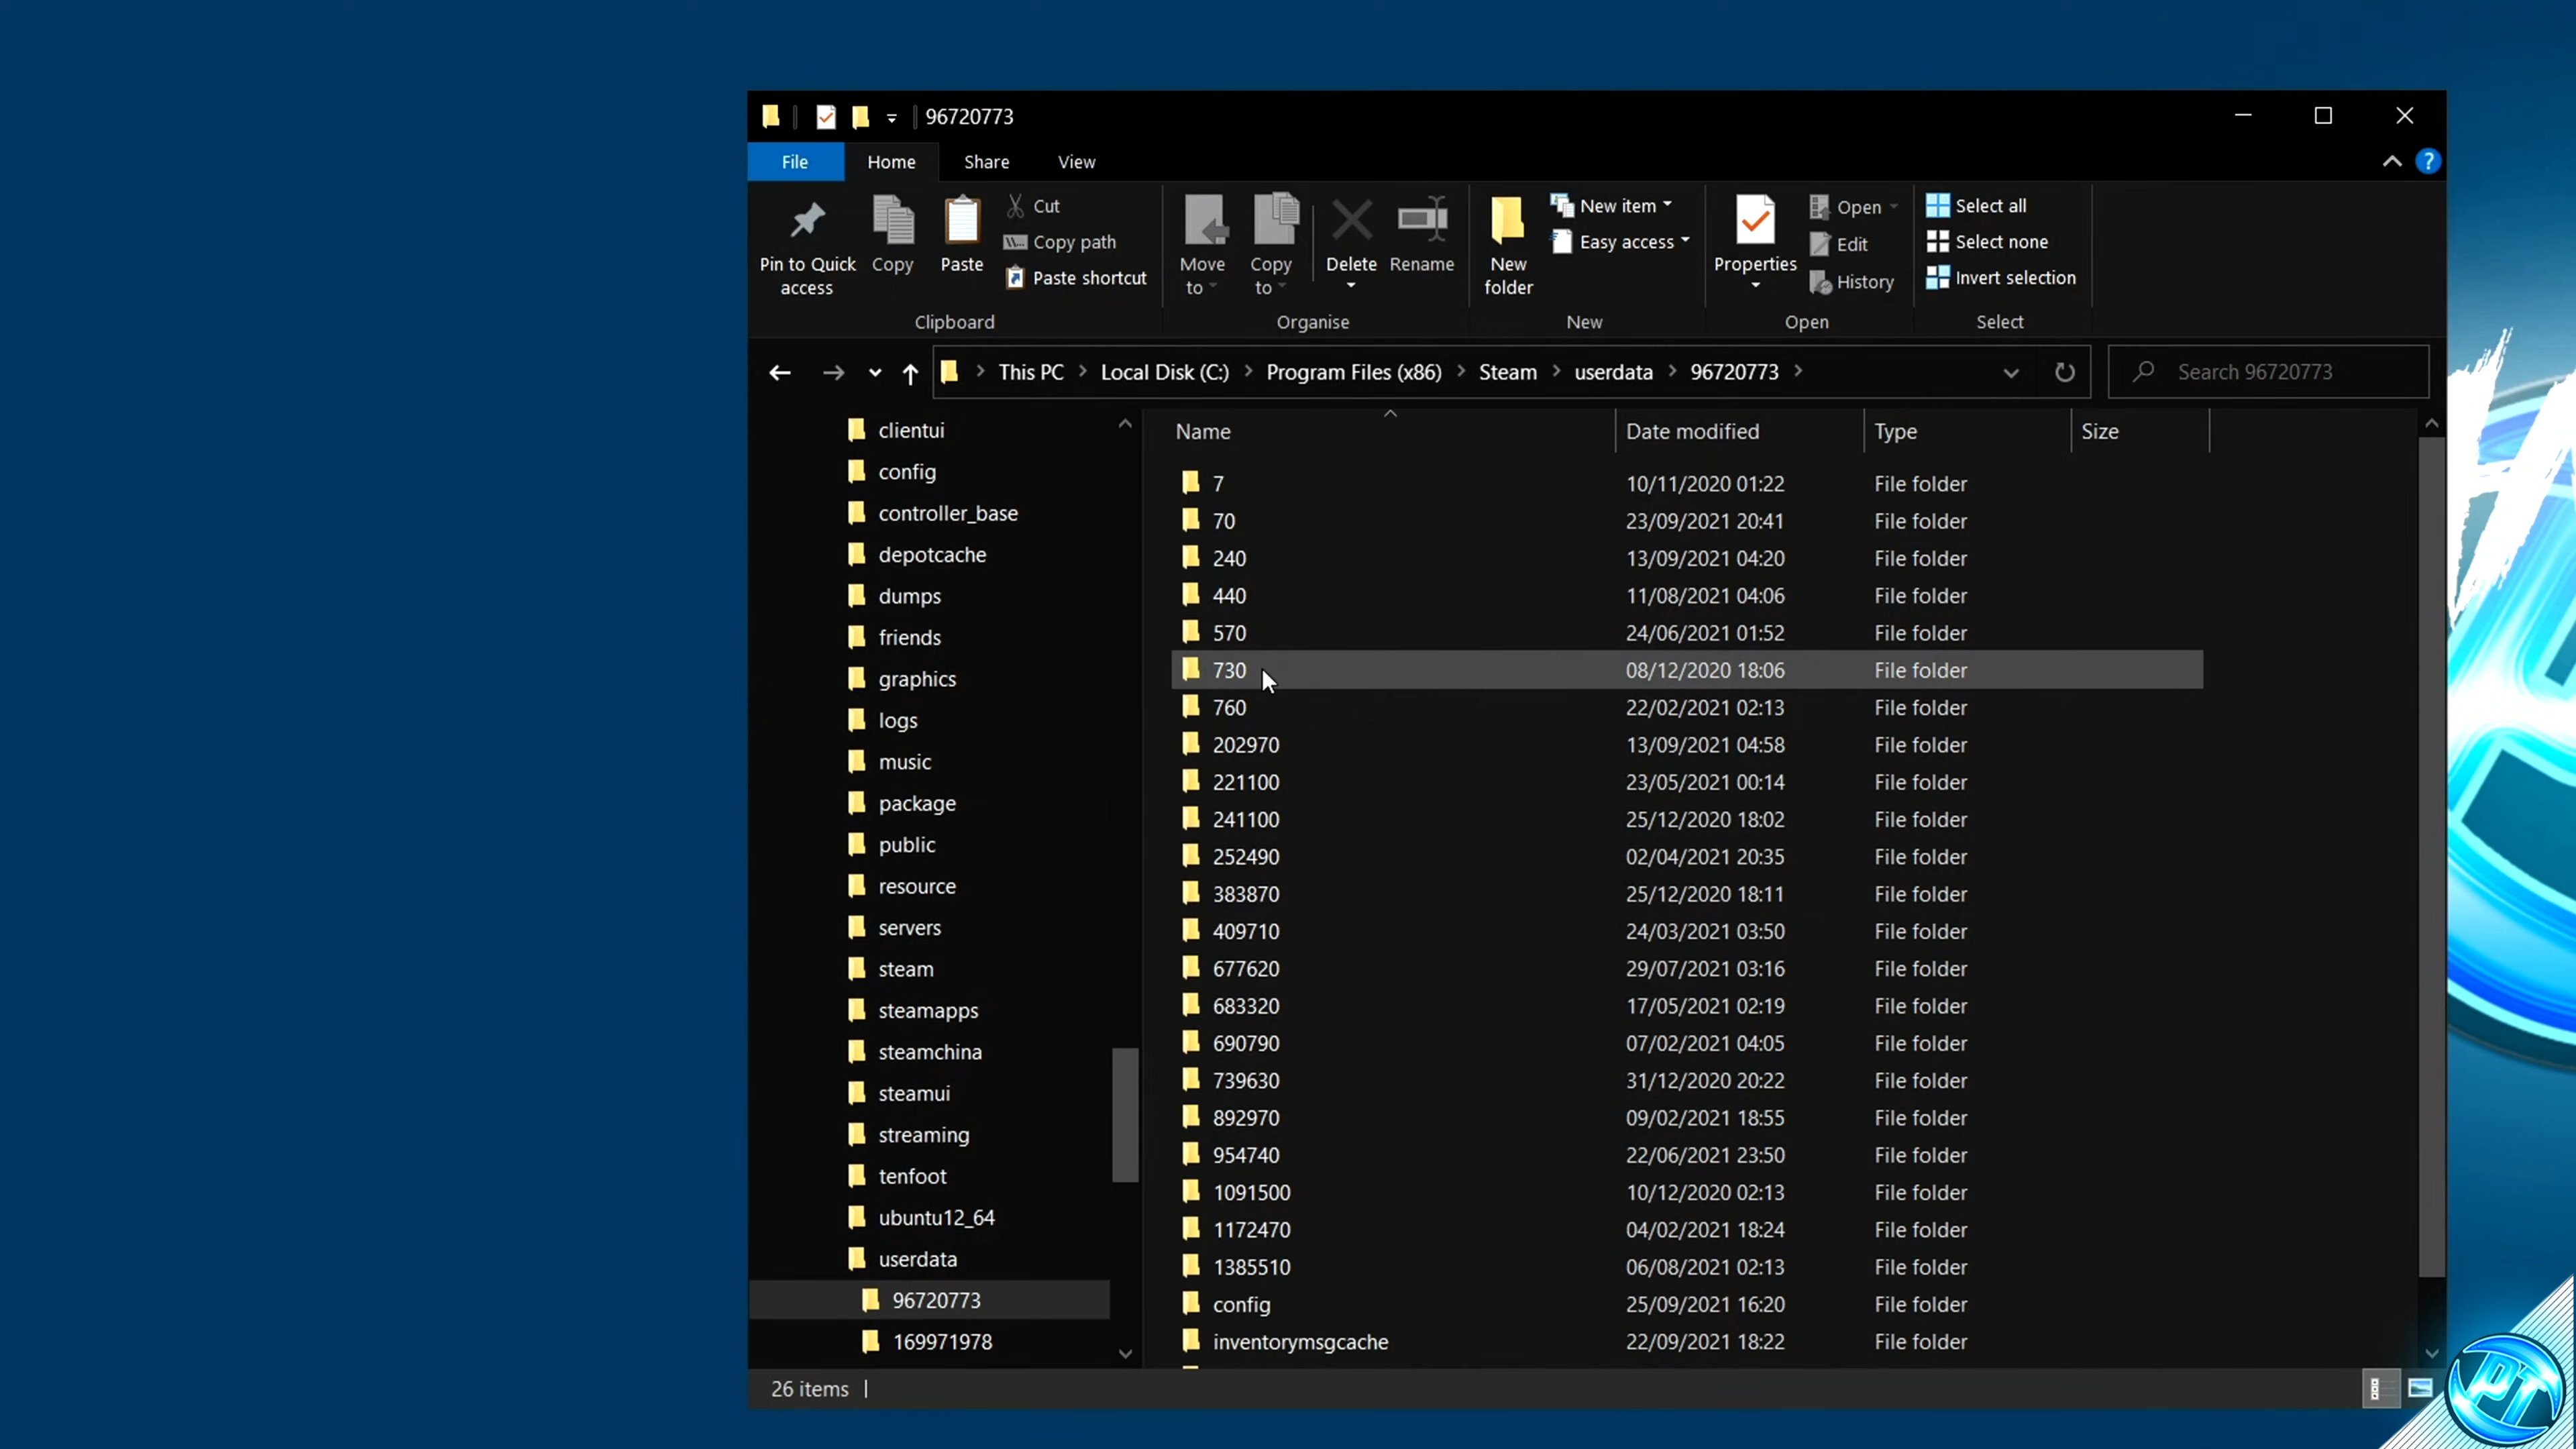 96720773
File Home Share View
Pin to Quick access
Copy
Paste
Cut
Copy path
Paste shortcut
Clipboard
Move to
Copy to
Delete
Rename
Organise
New folder
New item
Easy access
New
Properties
Open
Edit
History
Open
Select all
Select none
Invert selection
Select
This PC Local Disk (C:) Program Files (x86) Steam userdata 96720773
Search 96720773
clientui
config
controller_base
depotcache
dumps
friends
graphics
logs
music
package
public
resource
servers
steam
steamapps
steamchina
steamui
streaming
tenfoot
ubuntu12_64
userdata
96720773
169971978
Name Date modified Type Size
7 10/11/2020 01:22 File folder
70 23/09/2021 20:41 File folder
240 13/09/2021 04:20 File folder
440 11/08/2021 04:06 File folder
570 24/06/2021 01:52 File folder
730 08/12/2020 18:06 File folder
760 22/02/2021 02:13 File folder
202970 13/09/2021 04:58 File folder
221100 23/05/2021 00:14 File folder
241100 25/12/2020 18:02 File folder
252490 02/04/2021 20:35 File folder
383870 25/12/2020 18:11 File folder
409710 24/03/2021 03:50 File folder
677620 29/07/2021 03:16 File folder
683320 17/05/2021 02:19 File folder
690790 07/02/2021 04:05 File folder
739630 31/12/2020 20:22 File folder
892970 09/02/2021 18:55 File folder
954740 22/06/2021 23:50 File folder
1091500 10/12/2020 02:13 File folder
1172470 04/02/2021 18:24 File folder
1385510 06/08/2021 02:13 File folder
config 25/09/2021 16:20 File folder
inventorymsgcache 22/09/2021 18:22 File folder
26 items
PT